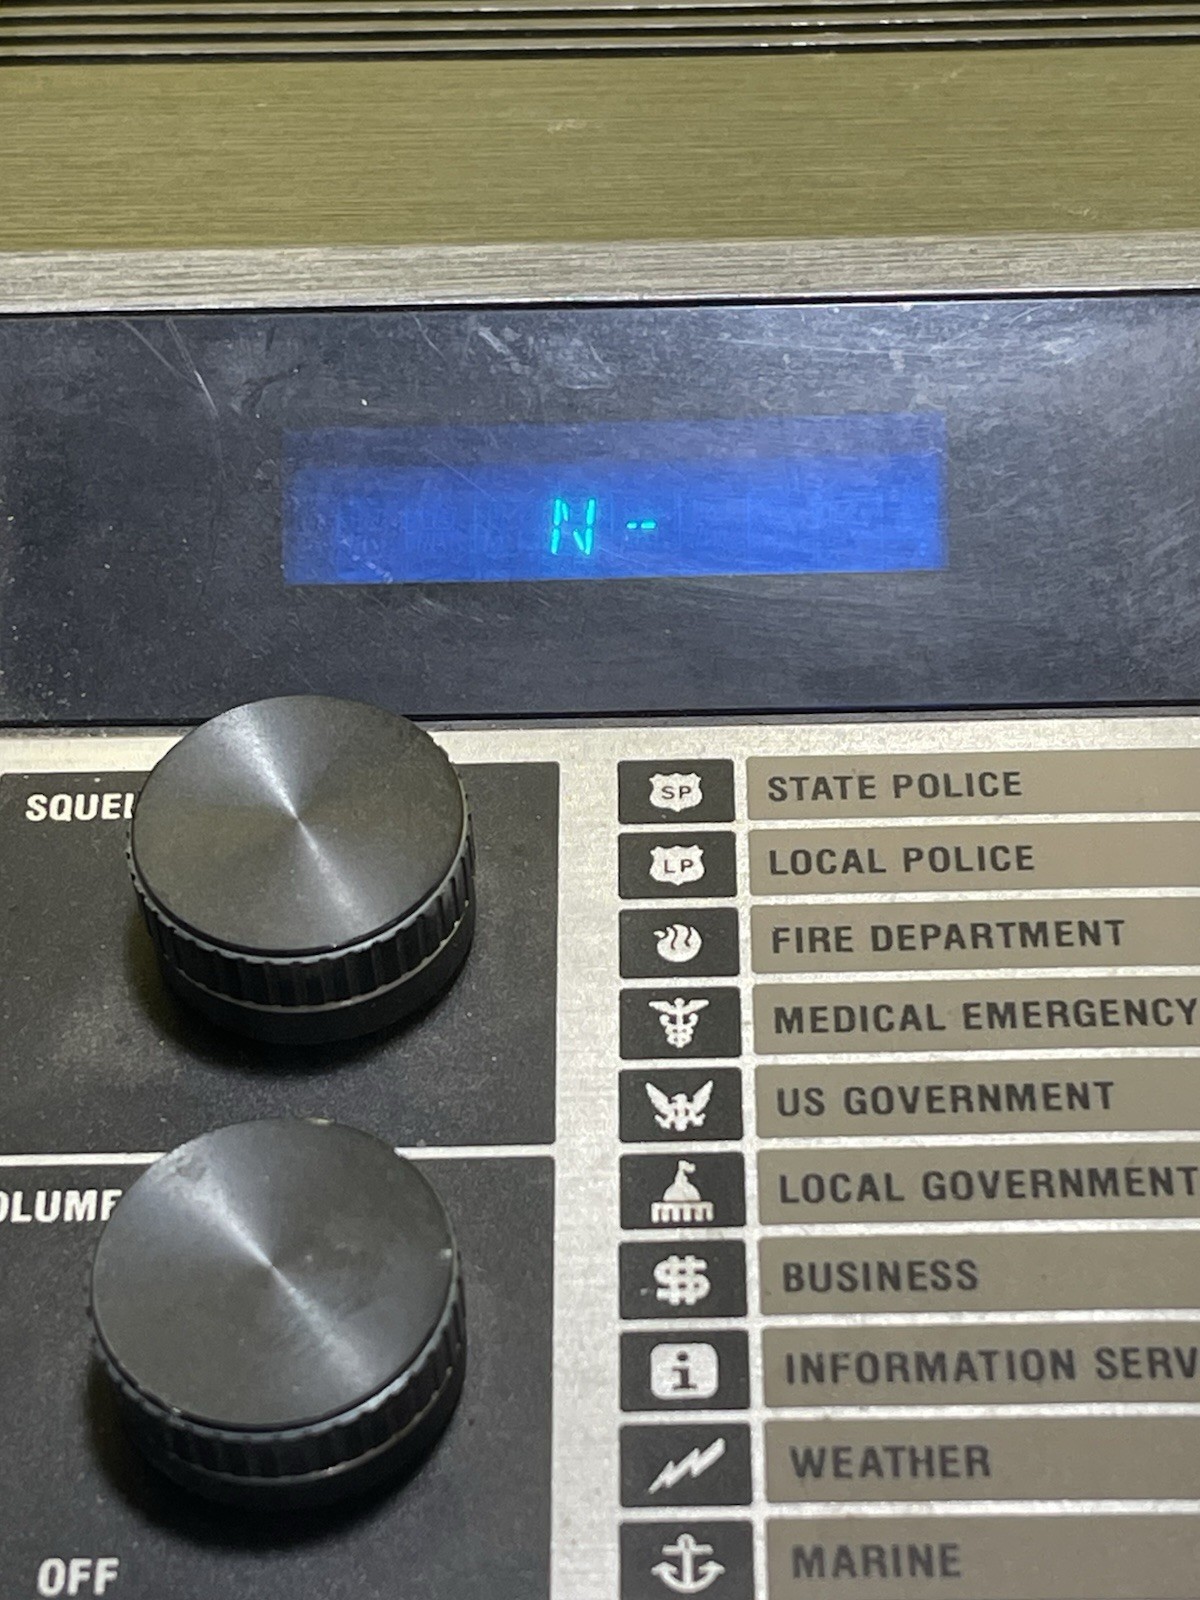 N -
SQUEL
SP STATE POLICE
LP LOCAL POLICE
FIRE DEPARTMENT
MEDICAL EMERGENCY
US GOVERNMENT
OLUME
LOCAL GOVERNMENT
$ BUSINESS
i INFORMATION SERV
WEATHER
OFF
MARINE